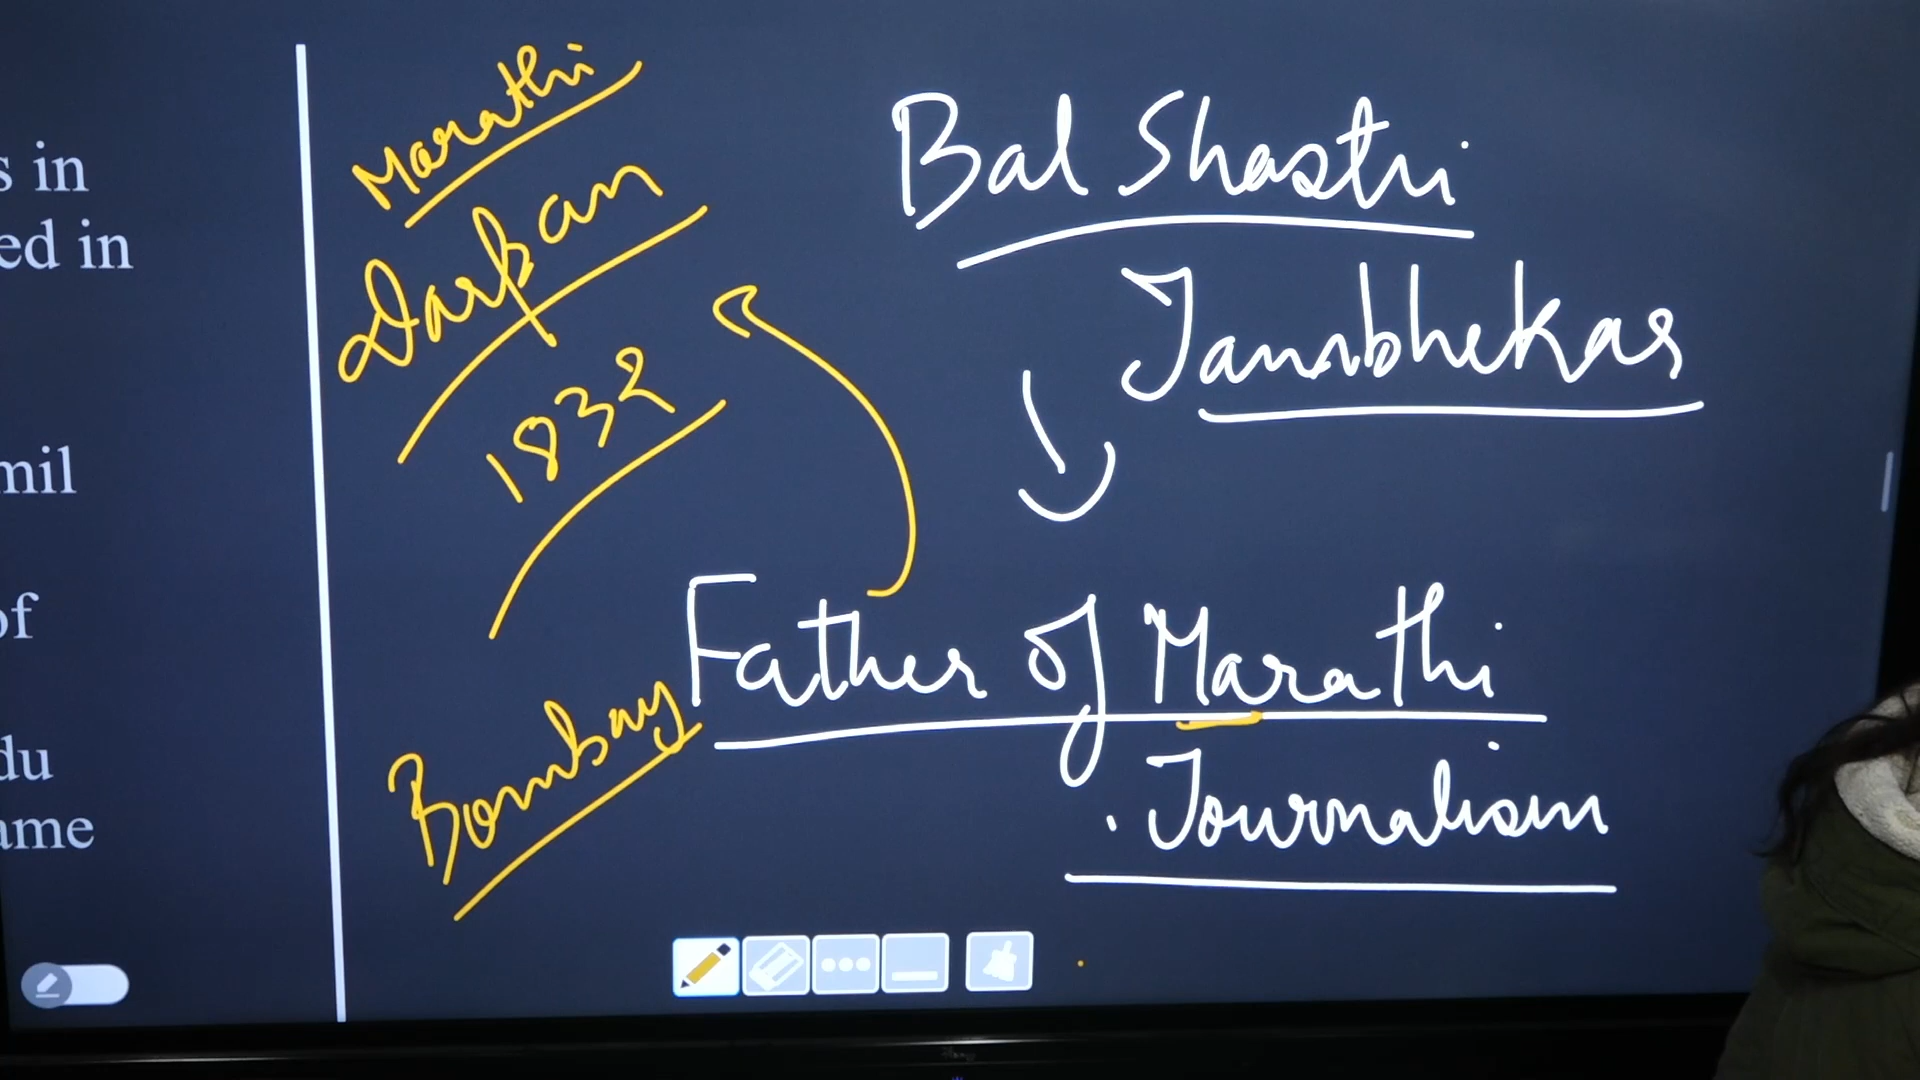 s in
ed in
mil
of
du
ame
Marathi
Darpan
1832
Bombay
Bal Shastri
Jambhekar
Father of Marathi
Journalism